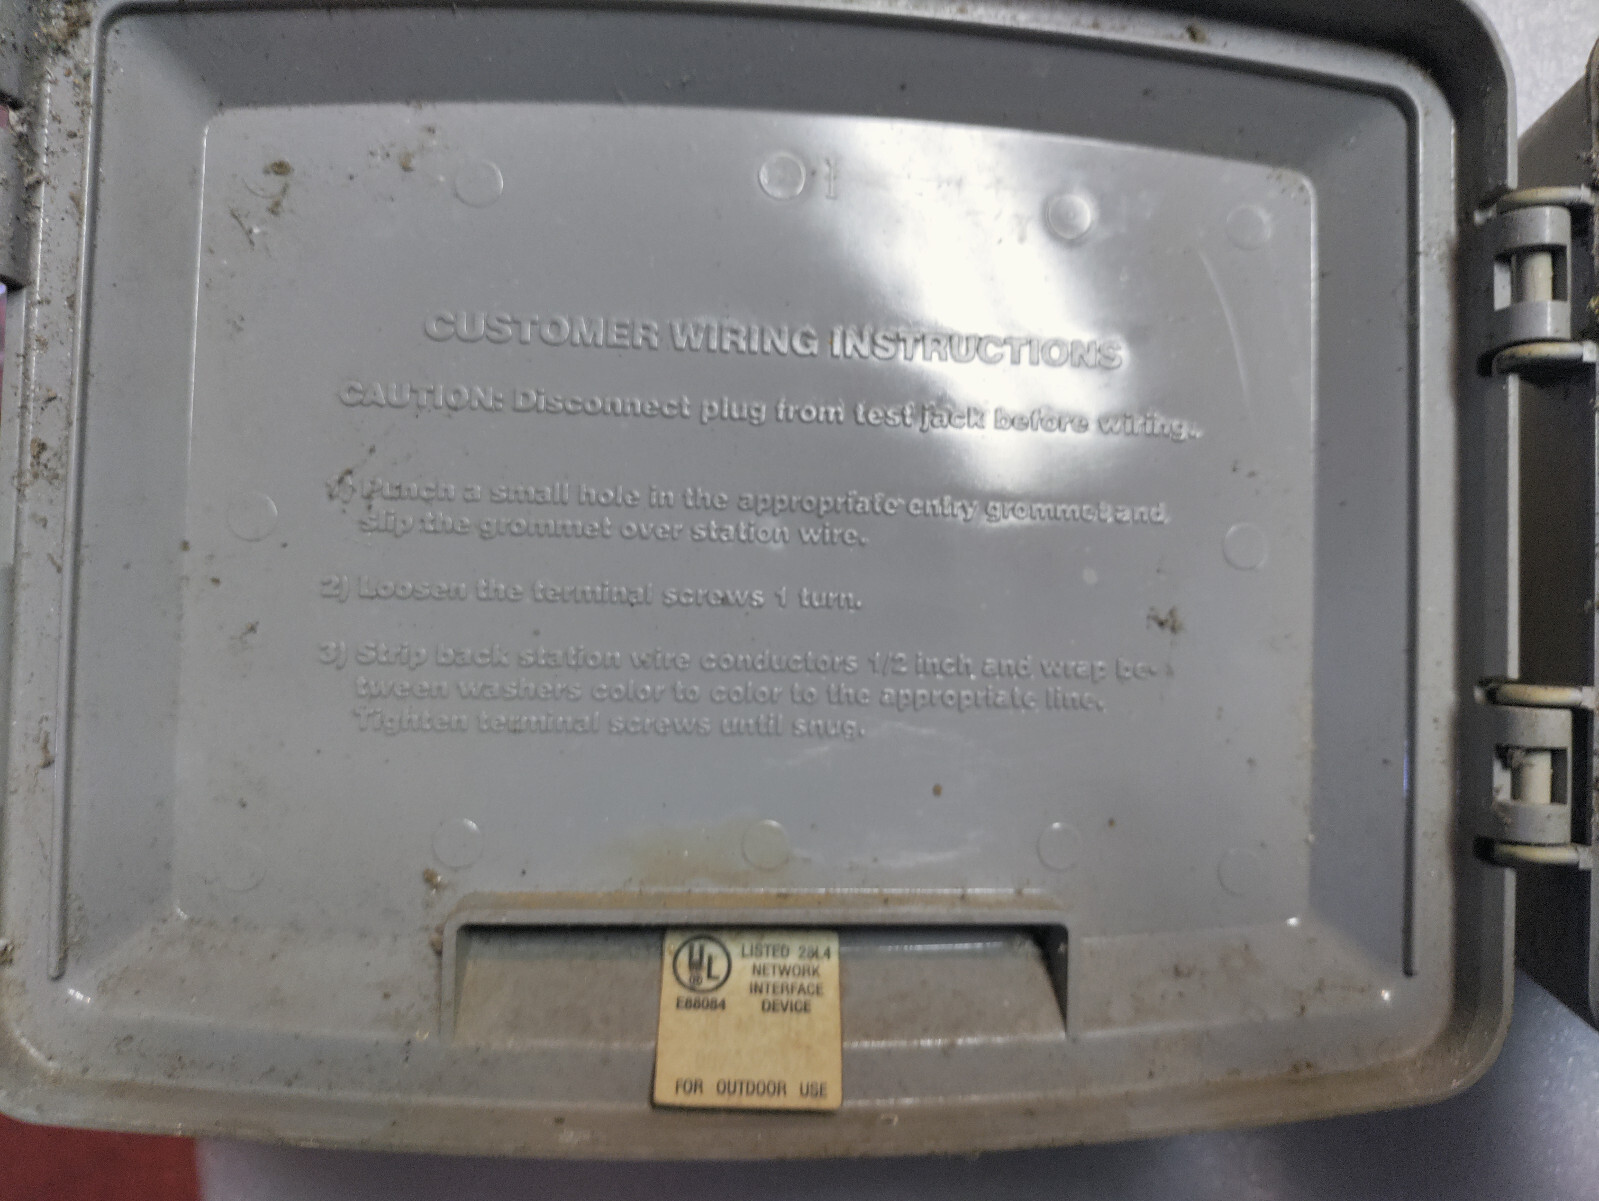 CUSTOMER WIRING INSTRUCTIONS
CAUTION: Disconnect plug from test jack before wiring.
1) Punch a small hole in the appropriate entry grommet and
slip the grommet over station wire.
2) Loosen the terminal screws 1 turn.
3) Strip back station wire conductors 1/2 inch and wrap be-
tween washers color to color to the appropriate line.
Tighten terminal screws until snug.
UL
LISTED 28L4
NETWORK
INTERFACE
E88084 DEVICE
FOR OUTDOOR USE